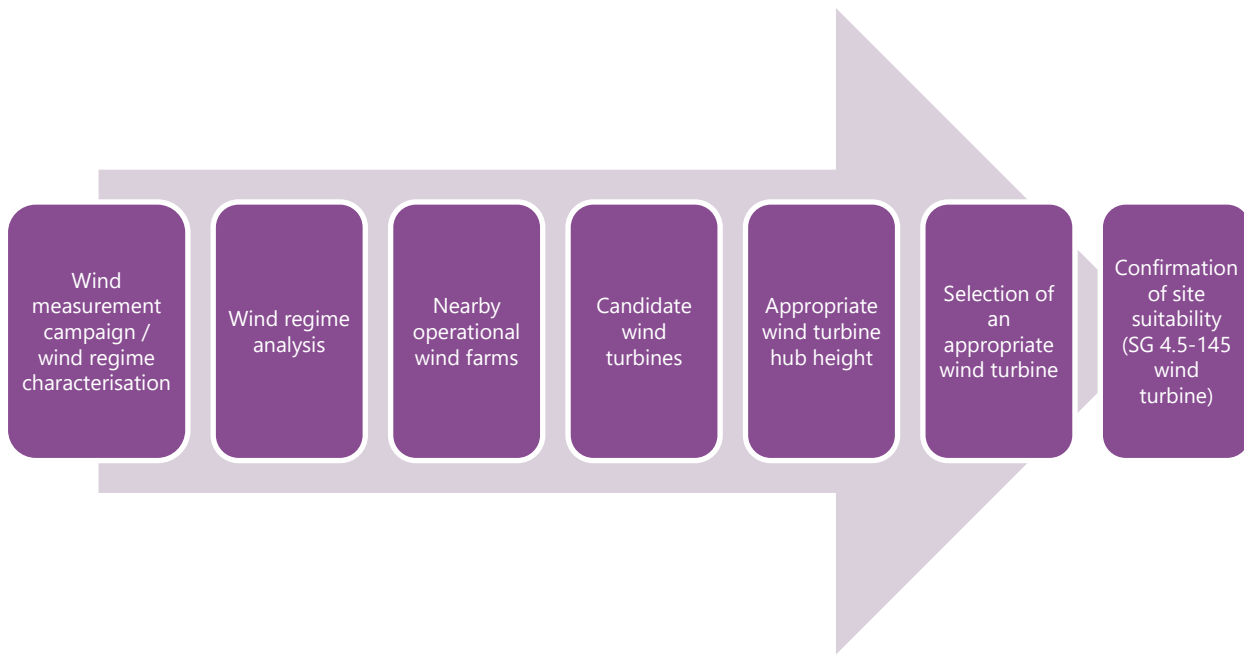 Wind
measurement
campaign /
wind regime
characterisation
Wind regime
analysis
Nearby
operational
wind farms
Candidate
wind
turbines
Appropriate
wind turbine
hub height
Selection of
an
appropriate
wind turbine
Confirmation
of site
suitability
(SG 4.5-145
wind
turbine)